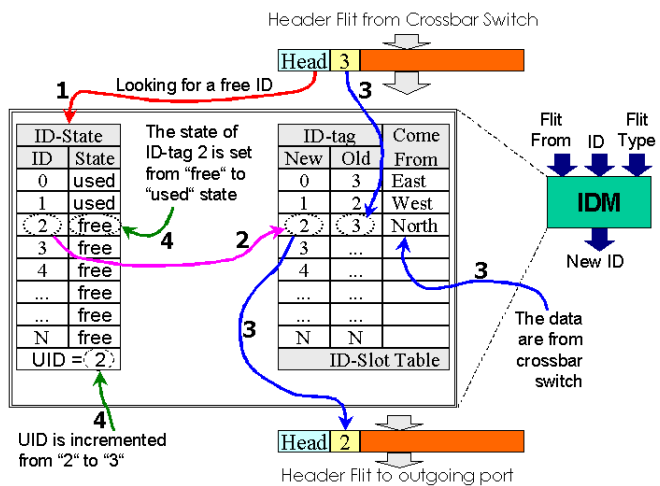 Header Flit from Crossbar Switch
Head 3
1
Looking for a free ID
3
ID-State
ID State
0 used
1 used
2 free
3 free
4 free
... free
... free
N free
UID = 2
The state of
ID-tag 2 is set
from "free" to
"used" state
4
2
ID-tag Come
New Old From
0 3 East
1 2 West
2 3 North
3 ...
4 ...
... ...
... ...
N N
ID-Slot Table
3
3
The data
are from
crossbar
switch
Flit
From
ID
Flit
Type
IDM
New ID
4
UID is incremented
from "2" to "3"
Head 2
Header Flit to outgoing port